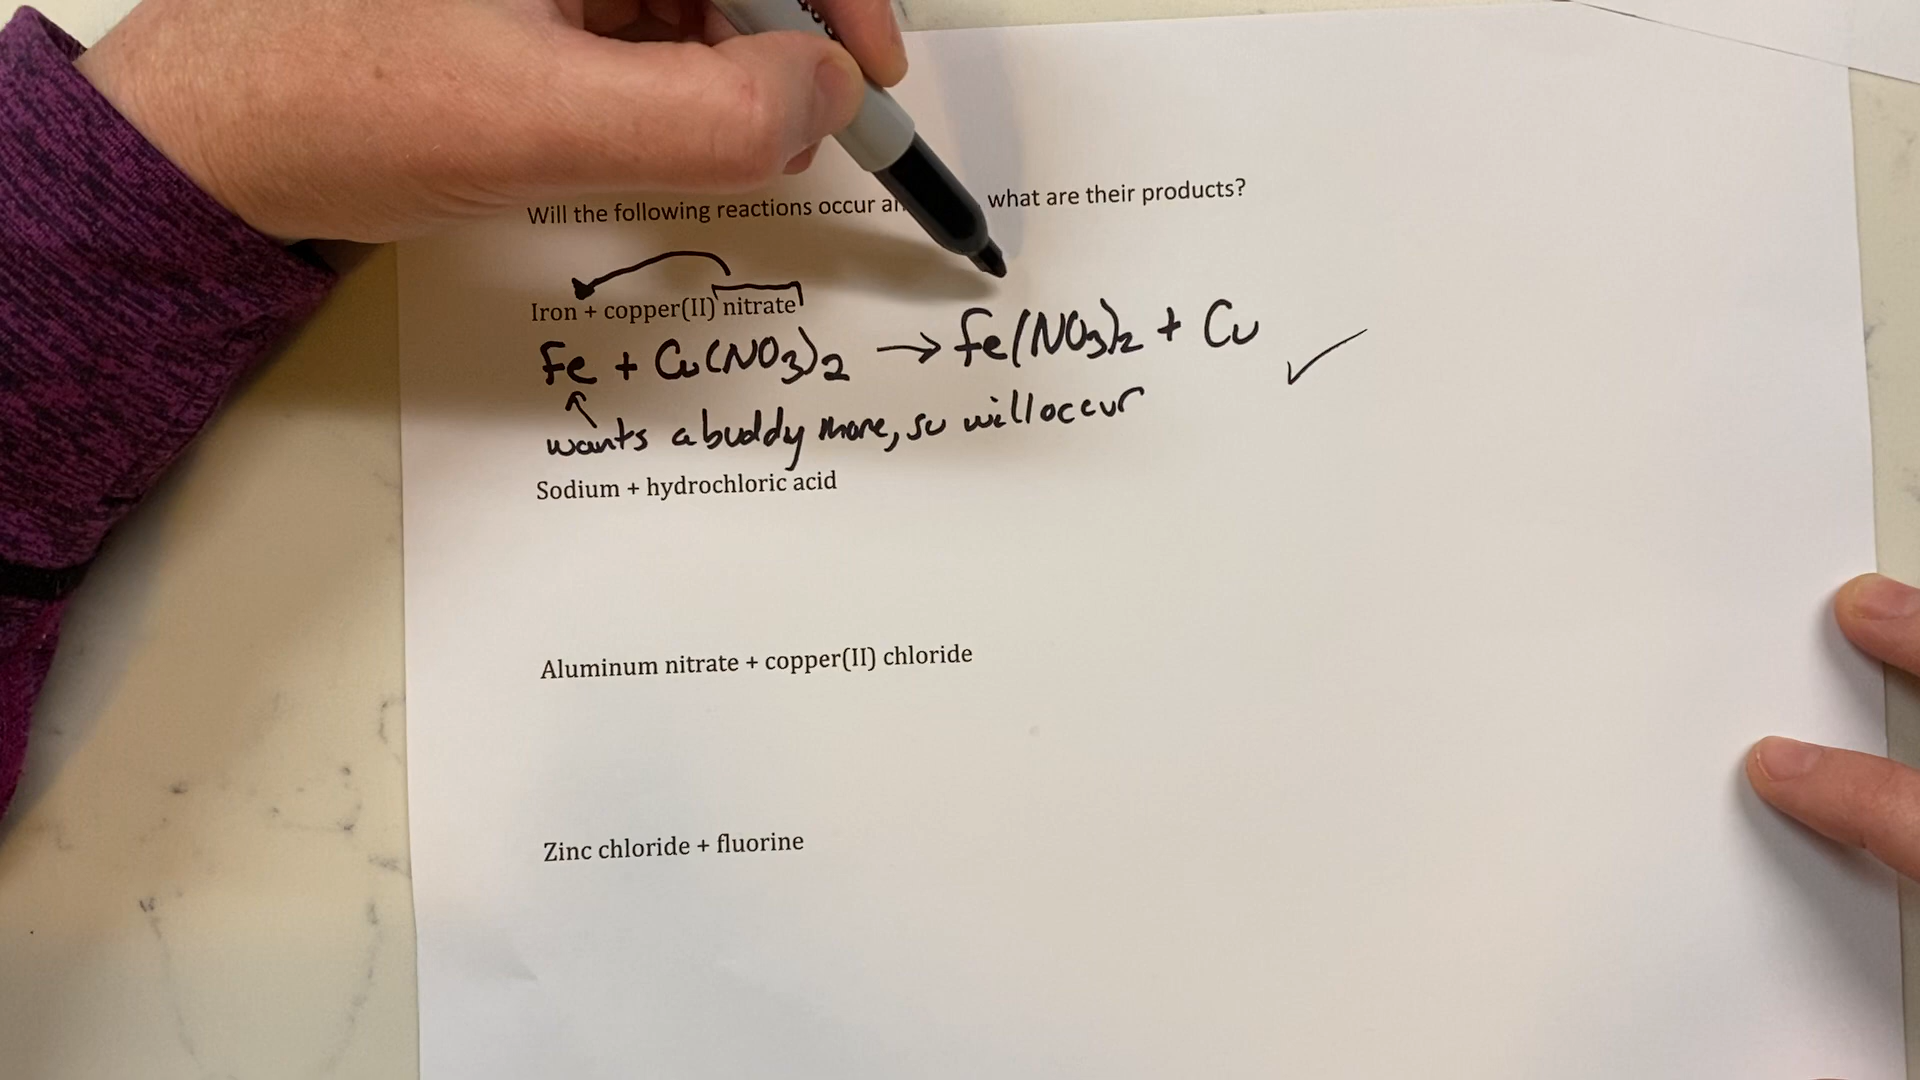 Will the following reactions occur what are their products?
Iron + copper(II) nitrate
Fe + Cu(NO3)2 → Fe(NO3)2 + Cu ✓
wants a buddy more, so will occur
Sodium + hydrochloric acid
Aluminum nitrate + copper(II) chloride
Zinc chloride + fluorine